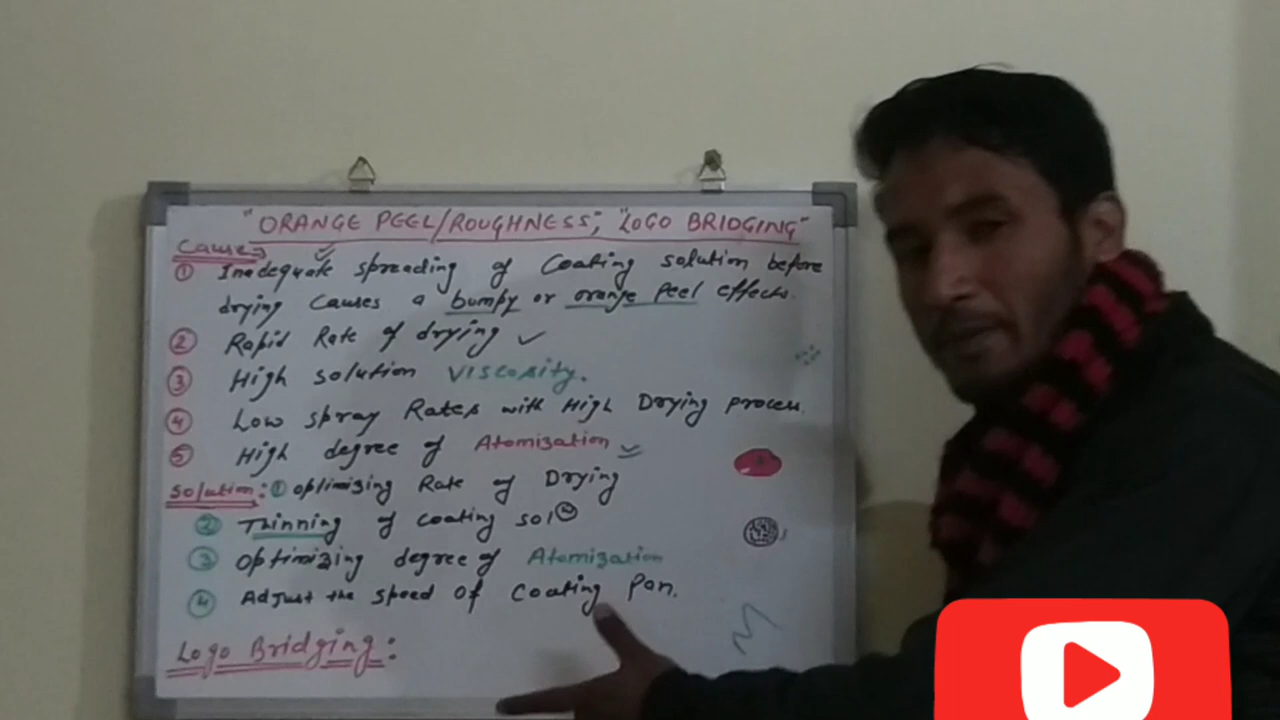 "ORANGE PEEL/ROUGHNESS", "LOGO BRIDGING"
Causes
① Inadequate spreading of Coating solution before
drying Causes a bumpy or orange Peel effects.
② Rapid Rate of drying
③ High solution Viscosity.
④ Low spray Rates with High Drying process.
⑤ High degree of Atomization
Solution: ① optimizing Rate of Drying
② Thinning of coating solⁿ
③ Optimizing degree of Atomization
④ Adjust the speed of Coating Pan.
Logo Bridging: